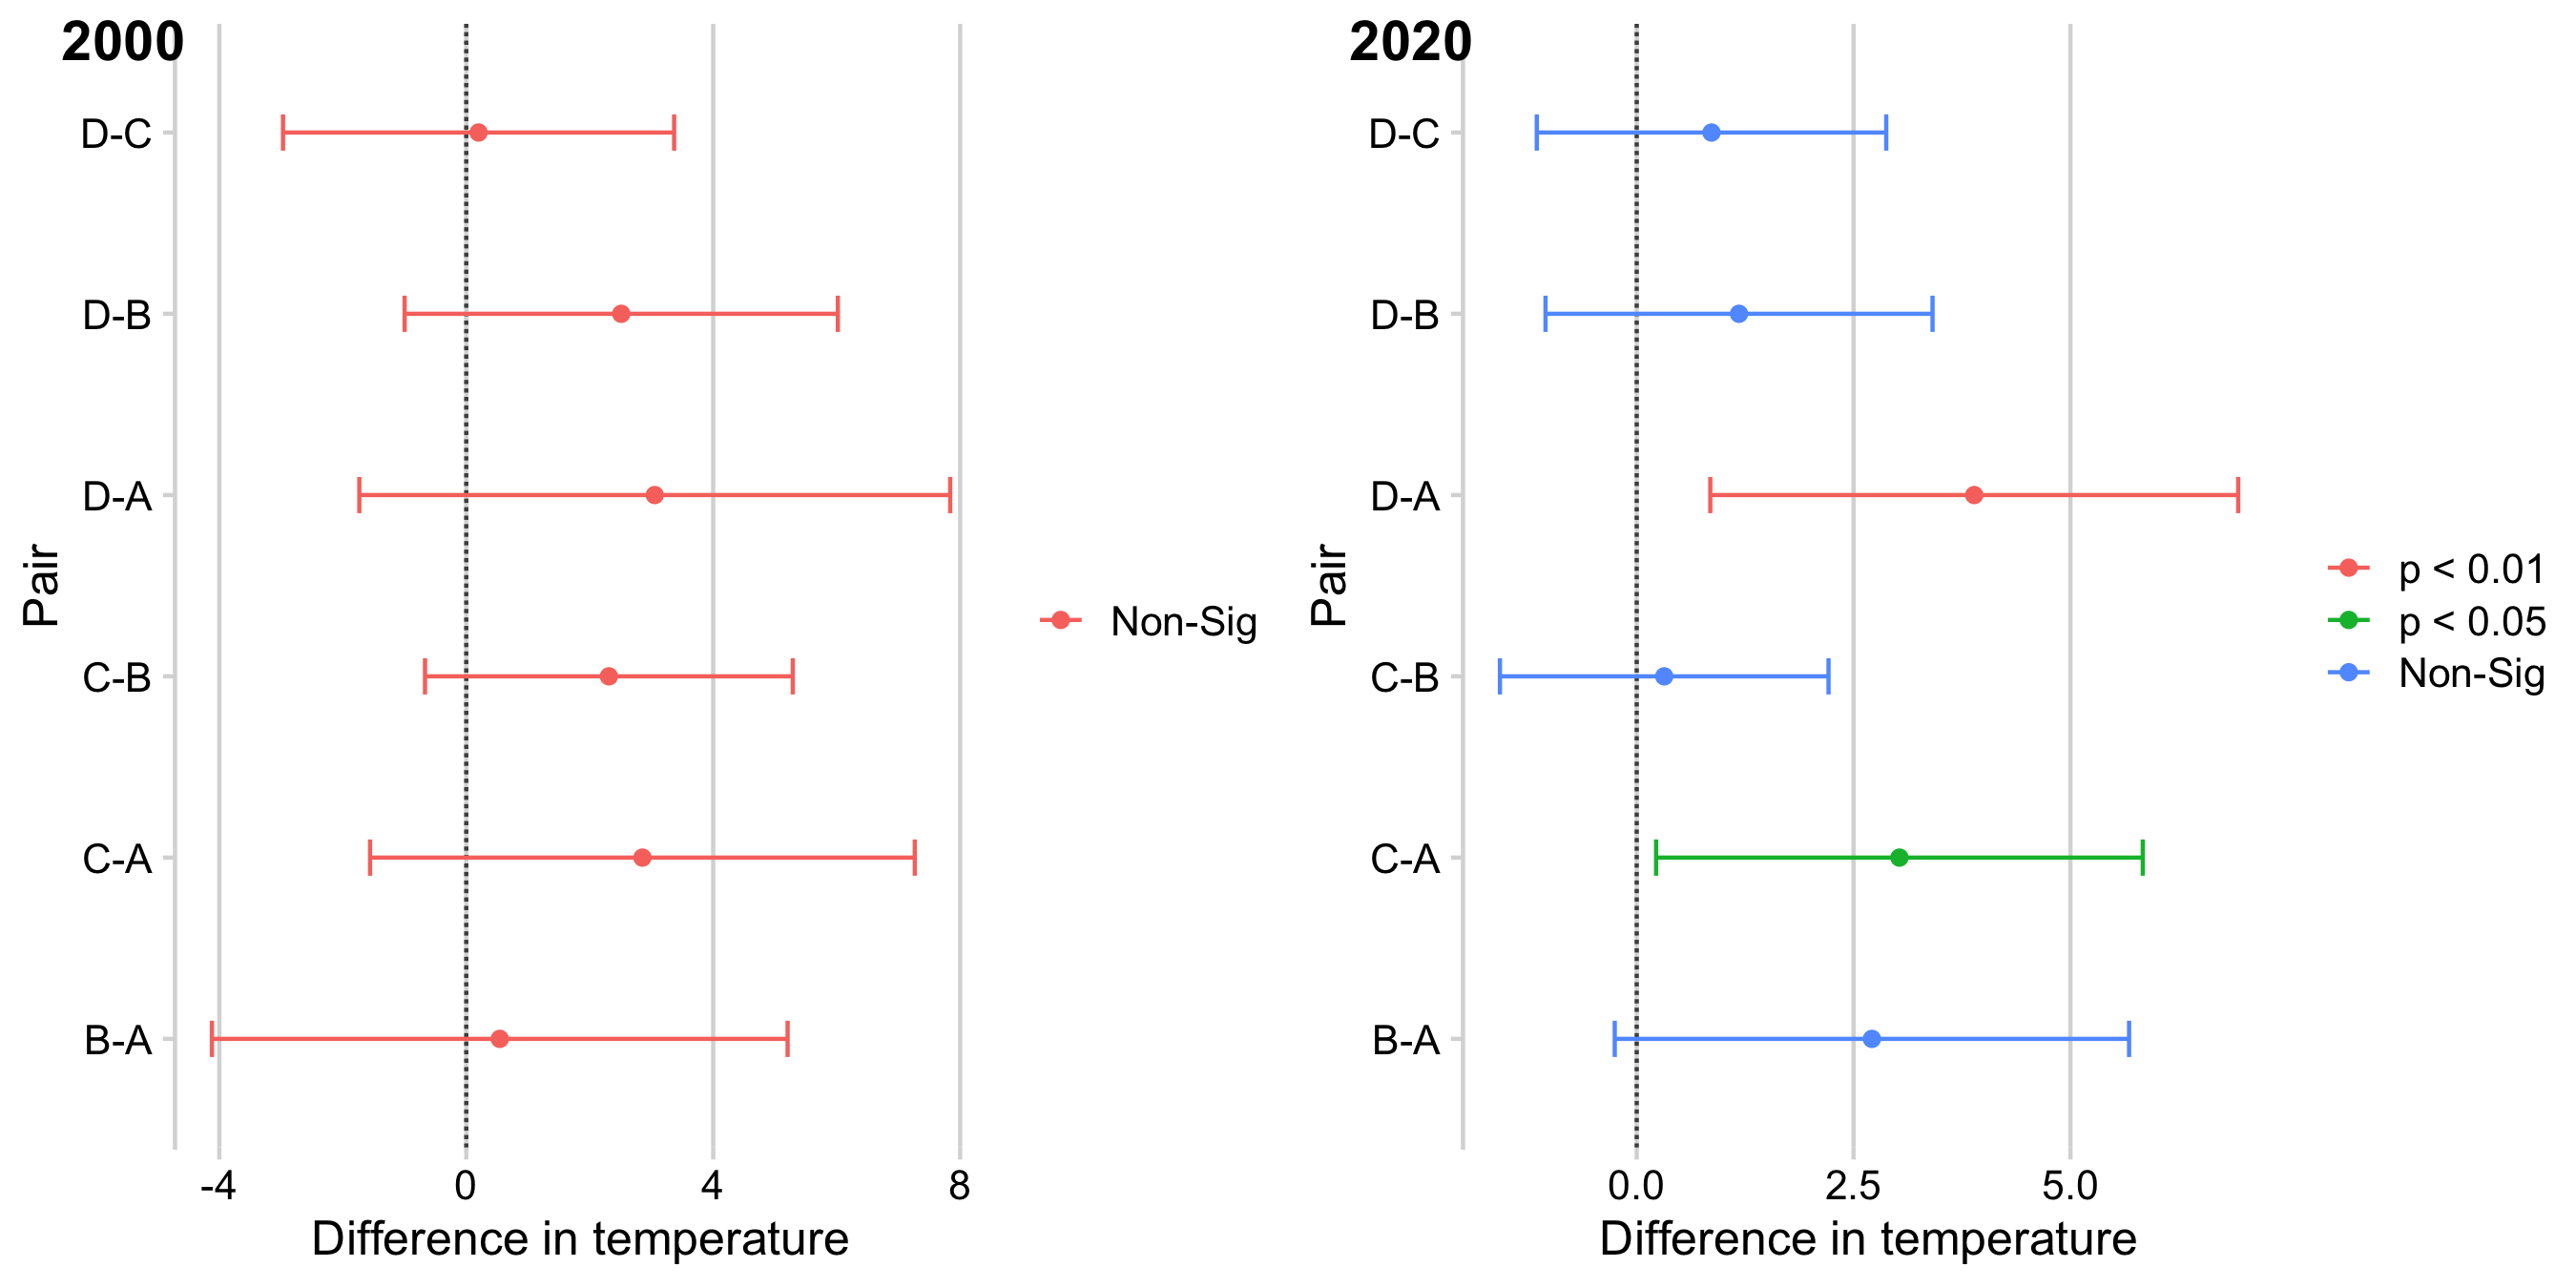 2000
D-C
D-B
D-A
C-B
C-A
B-A
Pair
-4 0 4 8
Difference in temperature
Non-Sig
2020
D-C
D-B
D-A
C-B
C-A
B-A
Pair
0.0 2.5 5.0
Difference in temperature
p < 0.01
p < 0.05
Non-Sig